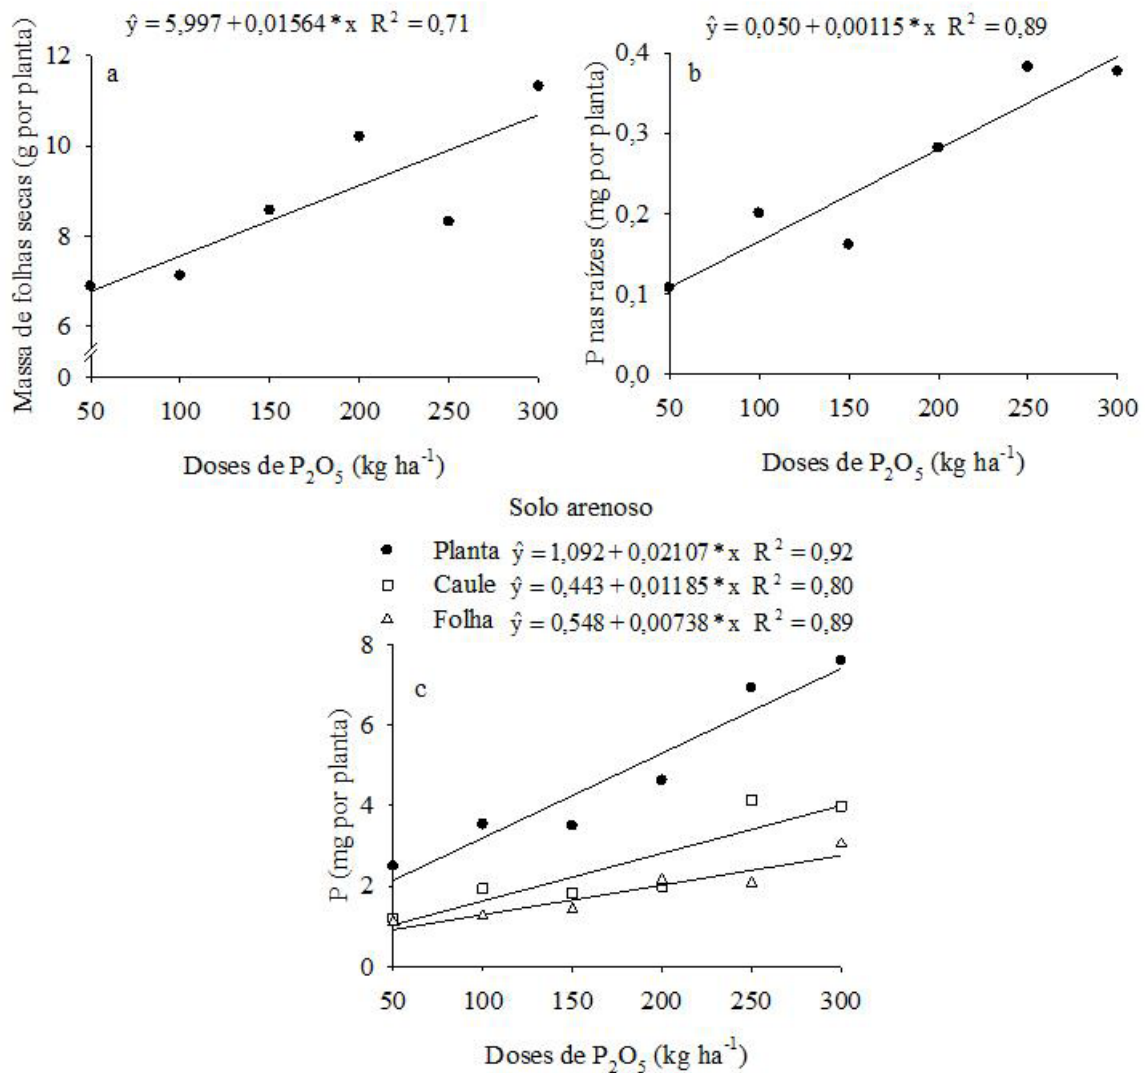 ŷ = 5,997 + 0,01564 * x R² = 0,71
a
Massa de folhas secas (g por planta)
12
10
8
6
0
50 100 150 200 250 300
Doses de P₂O₅ (kg ha⁻¹)
ŷ = 0,050 + 0,00115 * x R² = 0,89
b
P nas raízes (mg por planta)
0,4
0,3
0,2
0,1
0,0
50 100 150 200 250 300
Doses de P₂O₅ (kg ha⁻¹)
Solo arenoso
Planta ŷ = 1,092 + 0,02107 * x R² = 0,92
Caule ŷ = 0,443 + 0,01185 * x R² = 0,80
Folha ŷ = 0,548 + 0,00738 * x R² = 0,89
c
P (mg por planta)
8
6
4
2
0
50 100 150 200 250 300
Doses de P₂O₅ (kg ha⁻¹)